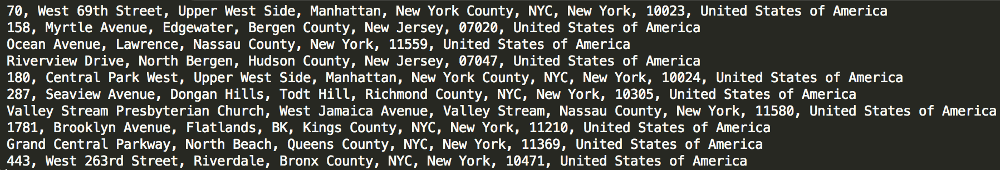 70, West 69th Street, Upper West Side, Manhattan, New York County, NYC, New York, 10023, United States of America
158, Myrtle Avenue, Edgewater, Bergen County, New Jersey, 07020, United States of America
Ocean Avenue, Lawrence, Nassau County, New York, 11559, United States of America
Riverview Drive, North Bergen, Hudson County, New Jersey, 07047, United States of America
180, Central Park West, Upper West Side, Manhattan, New York County, NYC, New York, 10024, United States of America
287, Seaview Avenue, Dongan Hills, Todt Hill, Richmond County, NYC, New York, 10305, United States of America
Valley Stream Presbyterian Church, West Jamaica Avenue, Valley Stream, Nassau County, New York, 11580, United States of America
1781, Brooklyn Avenue, Flatlands, BK, Kings County, NYC, New York, 11210, United States of America
Grand Central Parkway, North Beach, Queens County, NYC, New York, 11369, United States of America
443, West 263rd Street, Riverdale, Bronx County, NYC, New York, 10471, United States of America